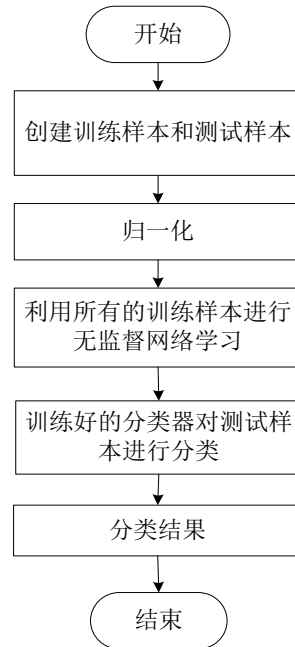 开始
创建训练样本和测试样本
归一化
利用所有的训练样本进行
无监督网络学习
训练好的分类器对测试样
本进行分类
分类结果
结束